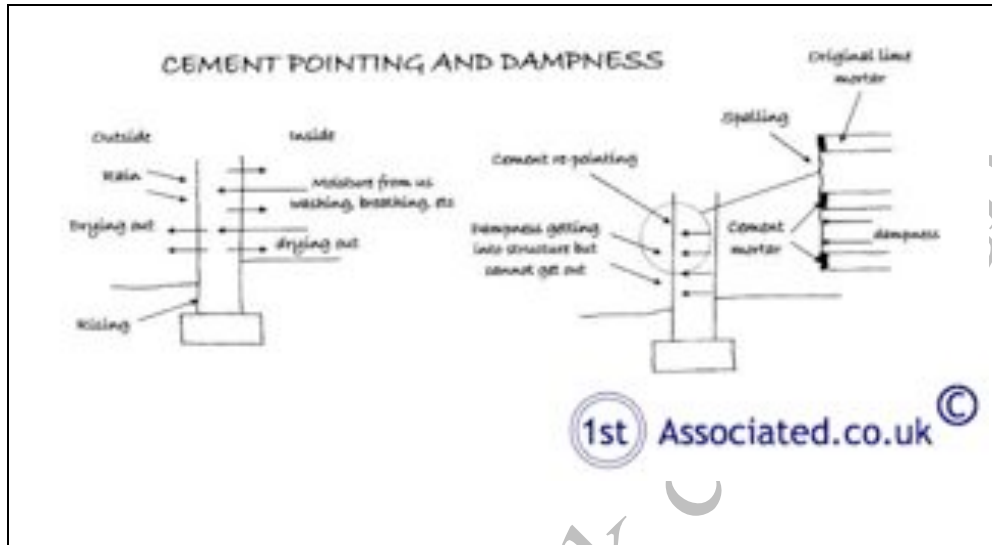 CEMENT POINTING AND DAMPNESS
Outside
Inside
Rain
Moisture from us
washing, breathing, etc
Drying out
drying out
Rising
Original lime
mortar
Spalling
Cement re-pointing
Dampness getting
into structure but
cannot get out
Cement
mortar
dampness
1st Associated.co.uk ©